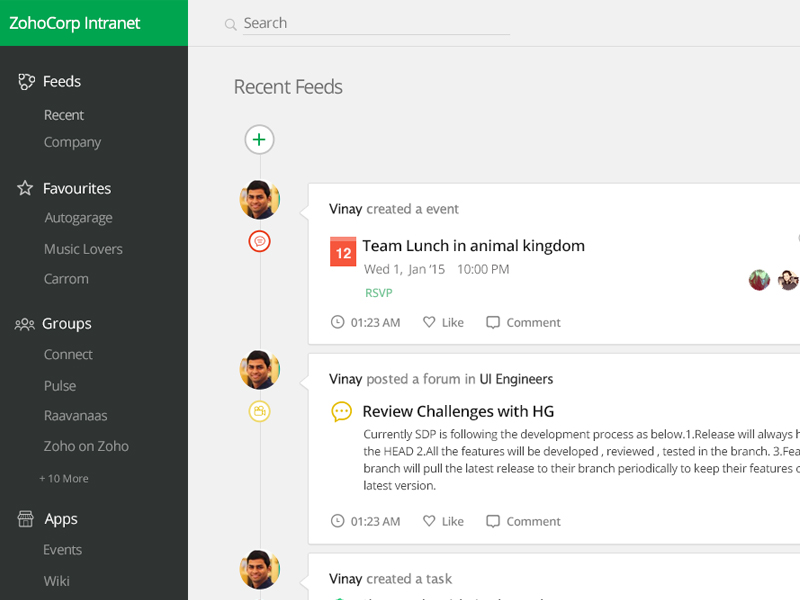 ZohoCorp Intranet
Search
Feeds
Recent
Company
Favourites
Autogarage
Music Lovers
Carrom
Groups
Connect
Pulse
Raavanaas
Zoho on Zoho
+ 10 More
Apps
Events
Wiki
Recent Feeds
Vinay created a event
12
Team Lunch in animal kingdom
Wed 1, Jan '15 10:00 PM
RSVP
01:23 AM Like Comment
Vinay posted a forum in UI Engineers
Review Challenges with HG
Currently SDP is following the development process as below.1.Release will always
the HEAD 2.All the features will be developed , reviewed , tested in the branch. 3.Fea
branch will pull the latest release to their branch periodically to keep their features
latest version.
01:23 AM Like Comment
Vinay created a task